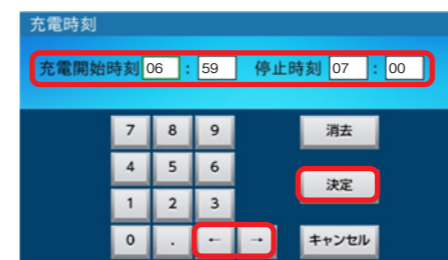 充電時刻
充電開始時刻 06 : 59 停止時刻 07 : 00
7 8 9 消去
4 5 6
決定
1 2 3
0 . ← → キャンセル